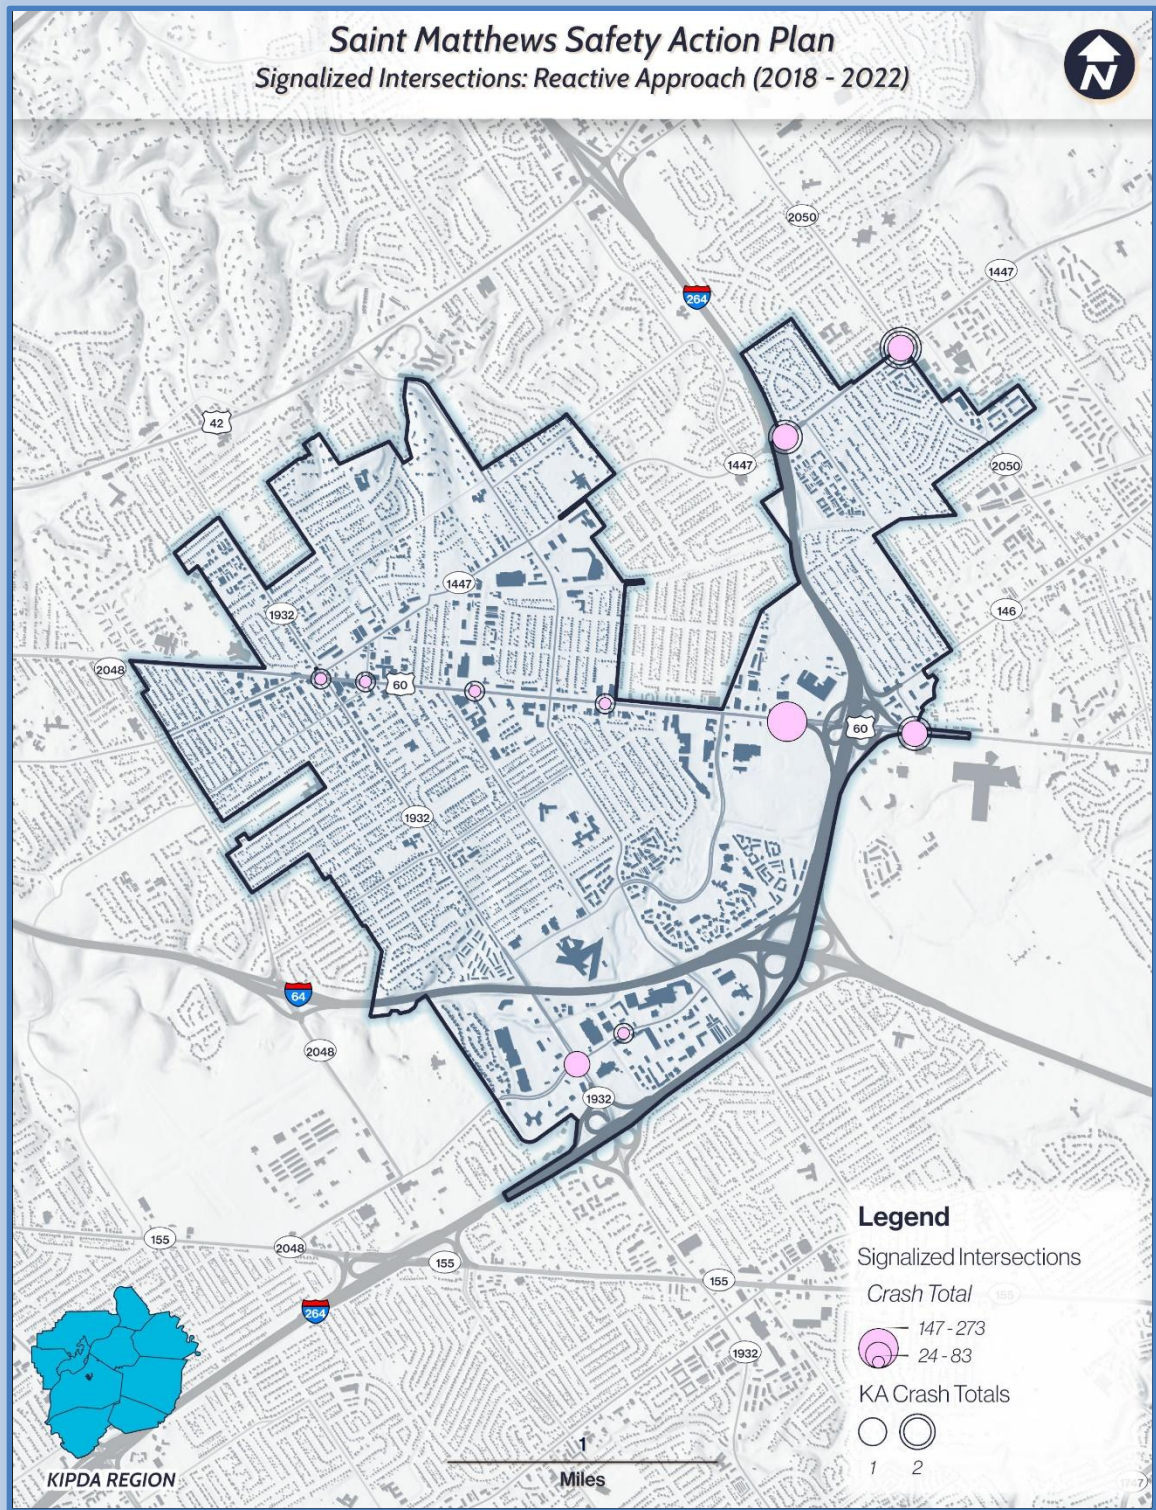 Saint Matthews Safety Action Plan
Signalized Intersections: Reactive Approach (2018 - 2022)
N
2050
1447
264
42
1447
2050
1447
1932
146
2048
60
60
1932
64
2048
1932
Legend
Signalized Intersections
Crash Total
155
147 - 273
24 - 83
KA Crash Totals
1 2
155
2048
155
155
264
1932
1
Miles
KIPDA REGION
1747